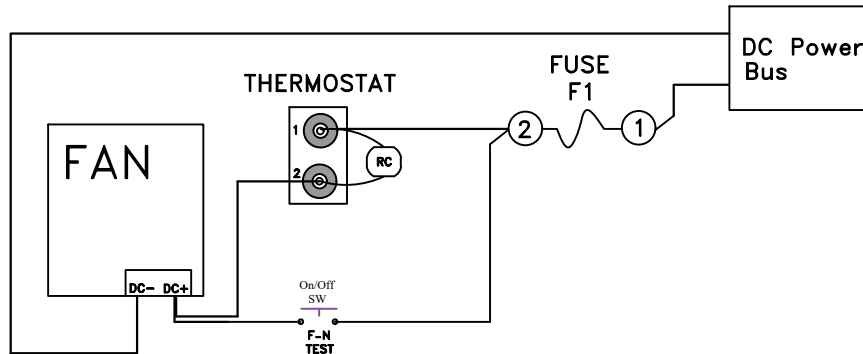 DC Power
Bus
FUSE
F1
THERMOSTAT
1
2
RC
2
1
FAN
DC- DC+
On/Off
SW
F-N
TEST